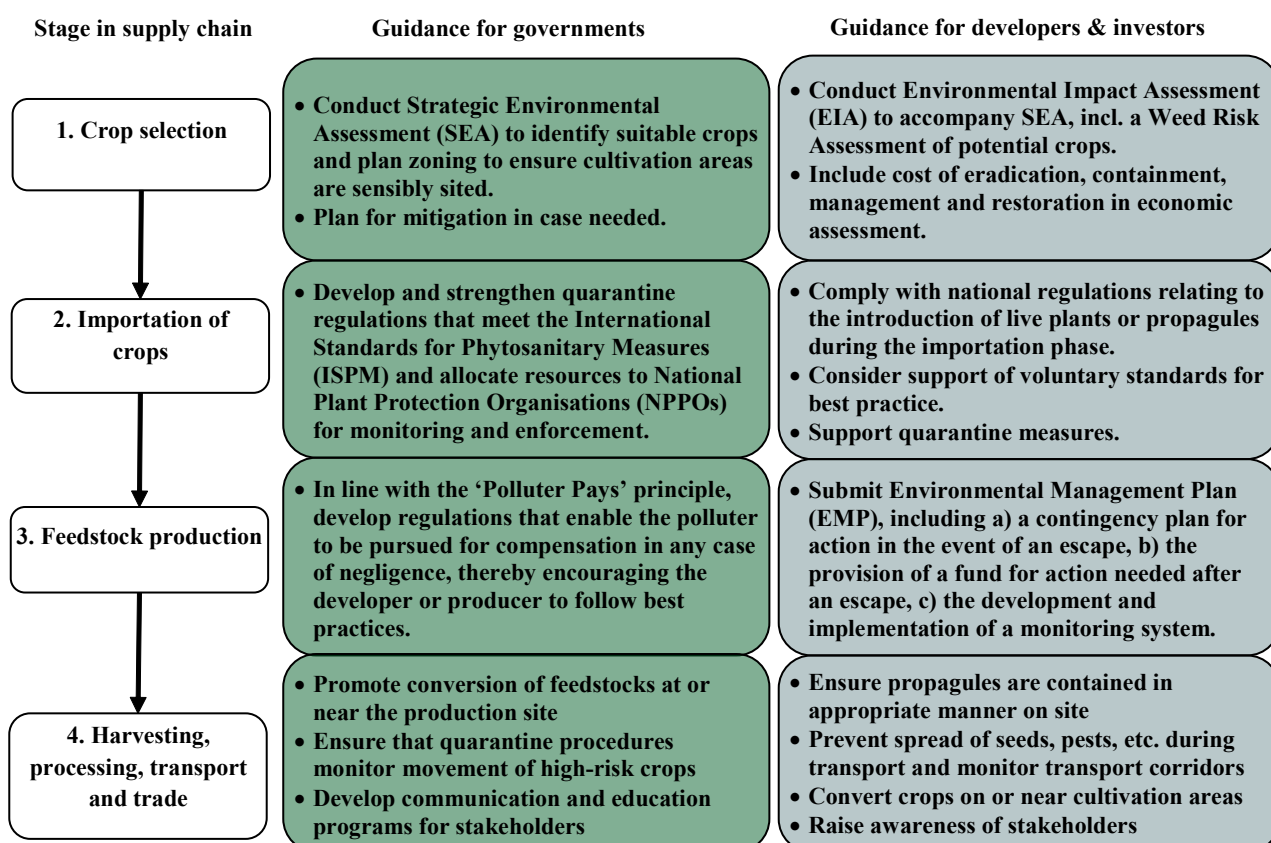 Stage in supply chain
Guidance for governments
Guidance for developers & investors
1. Crop selection
• Conduct Strategic Environmental
Assessment (SEA) to identify suitable crops
and plan zoning to ensure cultivation areas
are sensibly sited.
• Plan for mitigation in case needed.
• Conduct Environmental Impact Assessment
(EIA) to accompany SEA, incl. a Weed Risk
Assessment of potential crops.
• Include cost of eradication, containment,
management and restoration in economic
assessment.
2. Importation of
crops
• Develop and strengthen quarantine
regulations that meet the International
Standards for Phytosanitary Measures
(ISPM) and allocate resources to National
Plant Protection Organisations (NPPOs)
for monitoring and enforcement.
• Comply with national regulations relating to
the introduction of live plants or propagules
during the importation phase.
• Consider support of voluntary standards for
best practice.
• Support quarantine measures.
3. Feedstock production
• In line with the ‘Polluter Pays’ principle,
develop regulations that enable the polluter
to be pursued for compensation in any case
of negligence, thereby encouraging the
developer or producer to follow best
practices.
• Submit Environmental Management Plan
(EMP), including a) a contingency plan for
action in the event of an escape, b) the
provision of a fund for action needed after
an escape, c) the development and
implementation of a monitoring system.
4. Harvesting,
processing, transport
and trade
• Promote conversion of feedstocks at or
near the production site
• Ensure that quarantine procedures
monitor movement of high-risk crops
• Develop communication and education
programs for stakeholders
• Ensure propagules are contained in
appropriate manner on site
• Prevent spread of seeds, pests, etc. during
transport and monitor transport corridors
• Convert crops on or near cultivation areas
• Raise awareness of stakeholders